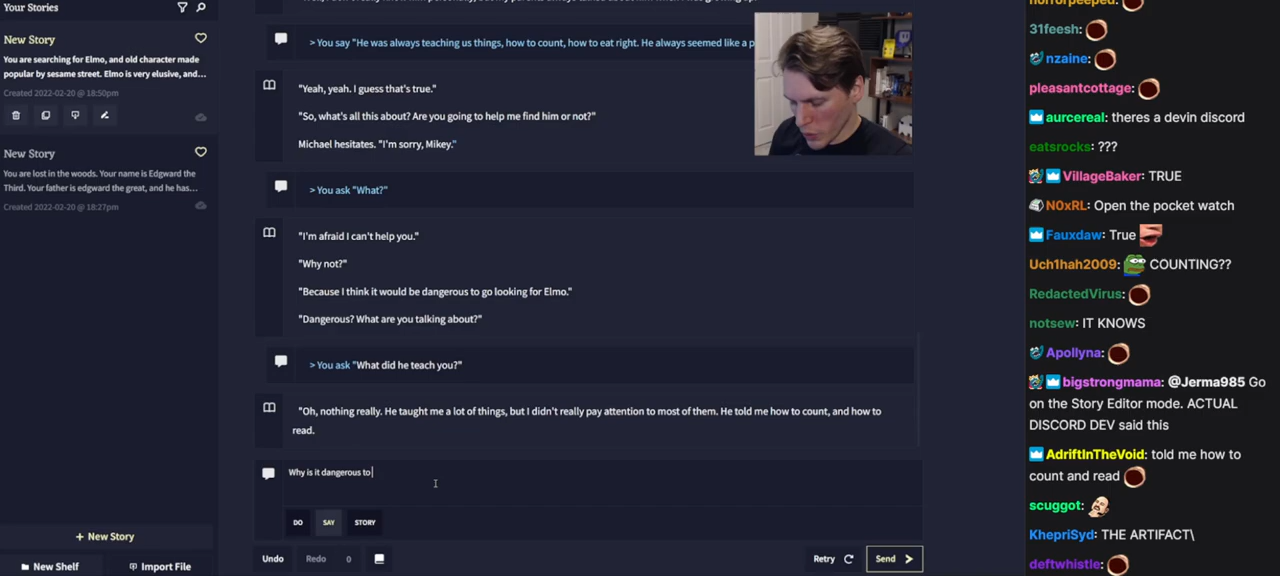 Your Stories
New Story
You are searching for Elmo, and old character made
popular by sesame street. Elmo is very elusive, and...
Created 2022-02-20 @ 18:50pm
New Story
You are lost in the woods. Your name is Edgward the
Third. Your father is edgward the great, and he has...
Created 2022-02-20 @ 18:27pm
+ New Story
New Shelf
Import File
> You say "He was always teaching us things, how to count, how to eat right. He always seemed like a p
"Yeah, yeah. I guess that's true."
"So, what's all this about? Are you going to help me find him or not?"
Michael hesitates. "I'm sorry, Mikey."
> You ask "What?"
"I'm afraid I can't help you."
"Why not?"
"Because I think it would be dangerous to go looking for Elmo."
"Dangerous? What are you talking about?"
> You ask "What did he teach you?"
"Oh, nothing really. He taught me a lot of things, but I didn't really pay attention to most of them. He told me how to count, and how to
read.
Why is it dangerous to
DO
SAY
STORY
Undo
Redo
0
Retry
Send
horrorpeeped:
31feesh:
nzaine:
pleasantcottage:
aurcereal: theres a devin discord
eatsrocks: ???
VillageBaker: TRUE
N0xRL: Open the pocket watch
Fauxdaw: True
Uch1hah2009: COUNTING??
RedactedVirus:
notsew: IT KNOWS
Apollyna:
bigstrongmama: @Jerma985 Go
on the Story Editor mode. ACTUAL
DISCORD DEV said this
AdriftInTheVoid: told me how to
count and read
scuggot:
KhepriSyd: THE ARTIFACT\
deftwhistle: